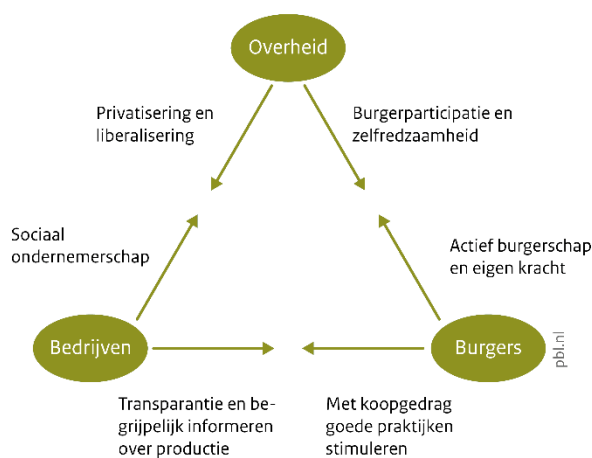 Overheid
Privatisering en
liberalisering
Burgerparticipatie en
zelfredzaamheid
Sociaal
ondernemerschap
Actief burgerschap
en eigen kracht
Bedrijven
Burgers
pbl.nl
Transparantie en be-
grijpelijk informeren
over productie
Met koopgedrag
goede praktijken
stimuleren